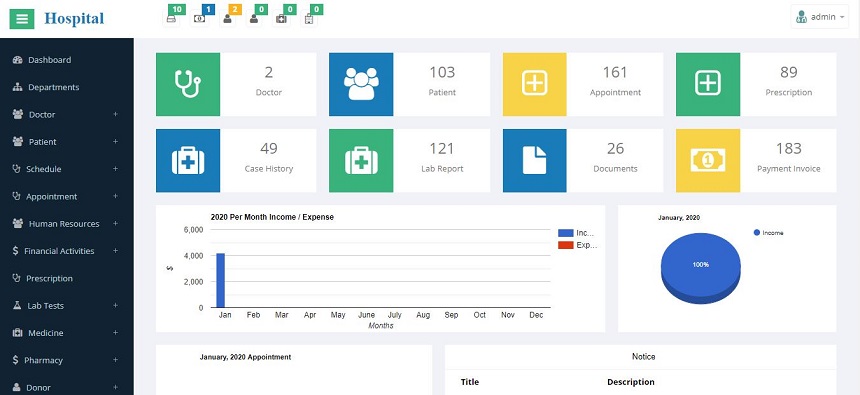 Hospital
10 1 2 0 0 0
admin
Dashboard
Departments
Doctor +
Patient +
Schedule +
Appointment +
Human Resources +
$ Financial Activities +
Prescription
Lab Tests +
Medicine +
$ Pharmacy +
Donor +
2
Doctor
103
Patient
161
Appointment
89
Prescription
49
Case History
121
Lab Report
26
Documents
1
183
Payment Invoice
2020 Per Month Income / Expense
6,000
4,000
2,000
0
$
Jan Feb Mar Apr May June July Aug Sep Oct Nov Dec
Months
Inc...
Exp...
January, 2020
Income
100%
January, 2020 Appointment
Notice
Title Description